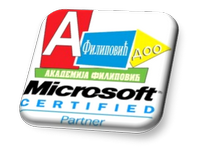 А
Филиповић
доо
АКАДЕМИЈА ФИЛИПОВИЋ
Microsoft®
CERTIFIED
Partner